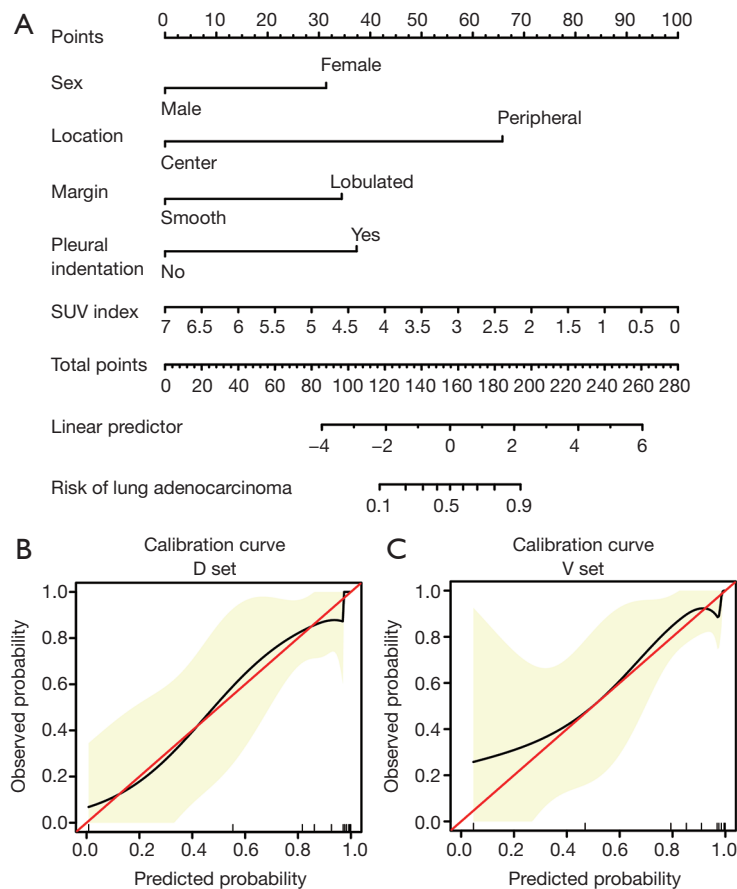 A
Points
0 10 20 30 40 50 60 70 80 90 100
Sex
Female
Male
Location
Peripheral
Center
Margin
Lobulated
Smooth
Pleural
indentation
Yes
No
SUV index
7 6.5 6 5.5 5 4.5 4 3.5 3 2.5 2 1.5 1 0.5 0
Total points
0 20 40 60 80 100 120 140 160 180 200 220 240 260 280
Linear predictor
−4 −2 0 2 4 6
Risk of lung adenocarcinoma
0.1 0.5 0.9
B
Calibration curve
D set
Observed probability
1.0
0.8
0.6
0.4
0.2
0.0
0.0 0.2 0.4 0.6 0.8 1.0
Predicted probability
C
Calibration curve
V set
Observed probability
1.0
0.8
0.6
0.4
0.2
0.0
0.0 0.2 0.4 0.6 0.8 1.0
Predicted probability